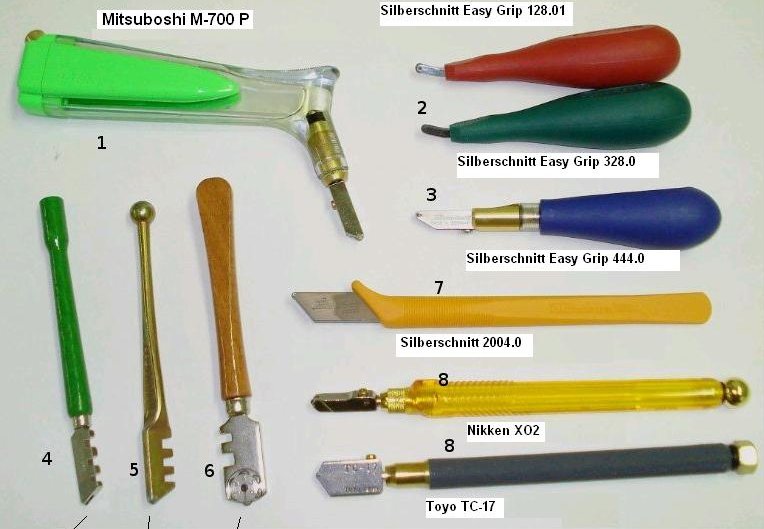 Mitsuboshi M-700 P
Silberschnitt Easy Grip 128.01
1
2
Silberschnitt Easy Grip 328.0
3
Silberschnitt Easy Grip 444.0
7
Silberschnitt 2004.0
8
Nikken XO2
4
5
6
8
Toyo TC-17